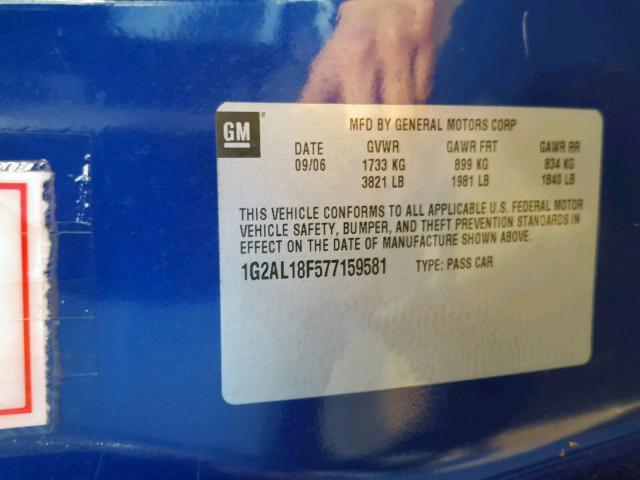 GM
MFD BY GENERAL MOTORS CORP
DATE GVWR GAWR FRT GAWR RR
09/06 1733 KG 899 KG 834 KG
3821 LB 1981 LB 1840 LB
THIS VEHICLE CONFORMS TO ALL APPLICABLE U.S. FEDERAL MOTOR
VEHICLE SAFETY, BUMPER, AND THEFT PREVENTION STANDARDS IN
EFFECT ON THE DATE OF MANUFACTURE SHOWN ABOVE.
1G2AL18F577159581 TYPE: PASS CAR